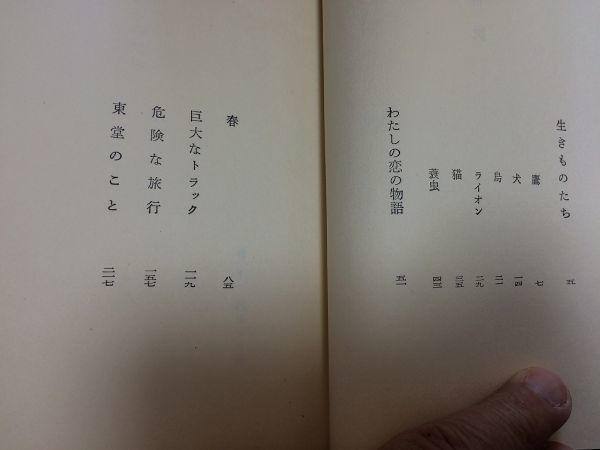 生きものたち 五
鷹 七
犬 一四
鳥 二一
ライオン 二九
猫 三五
蓑虫 四三
わたしの恋の物語 五一
春 八五
巨大なトラック 一一九
危険な旅行 一五七
東堂のこと 二一七